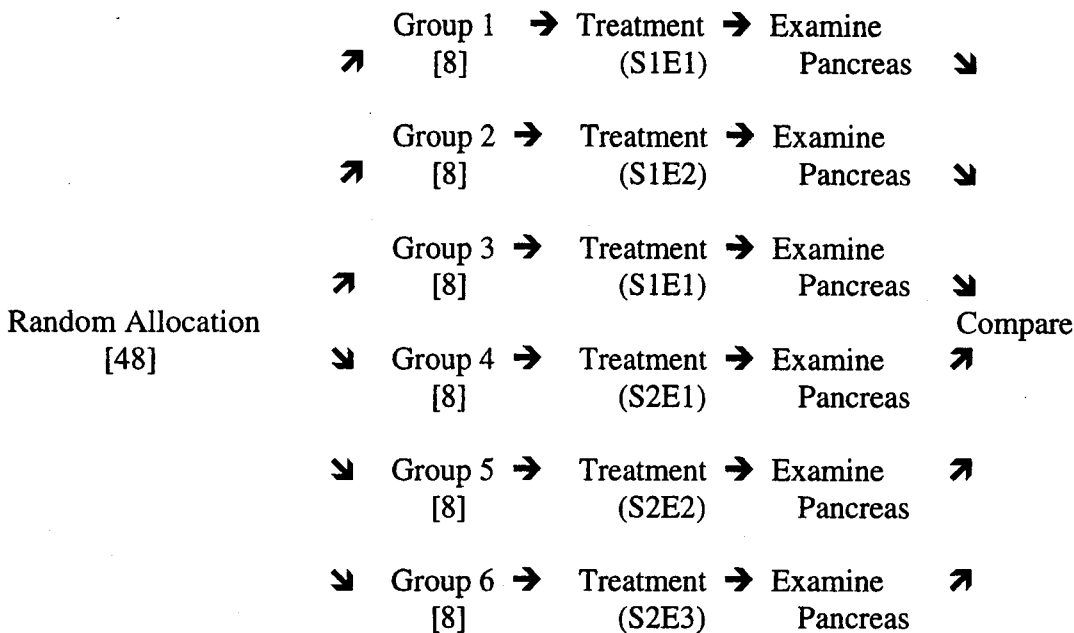 Group 1 ➔ Treatment ➔ Examine
[8] (S1E1) Pancreas
Group 2 ➔ Treatment ➔ Examine
[8] (S1E2) Pancreas
Group 3 ➔ Treatment ➔ Examine
[8] (S1E1) Pancreas
Random Allocation Compare
[48] Group 4 ➔ Treatment ➔ Examine
[8] (S2E1) Pancreas
Group 5 ➔ Treatment ➔ Examine
[8] (S2E2) Pancreas
Group 6 ➔ Treatment ➔ Examine
[8] (S2E3) Pancreas